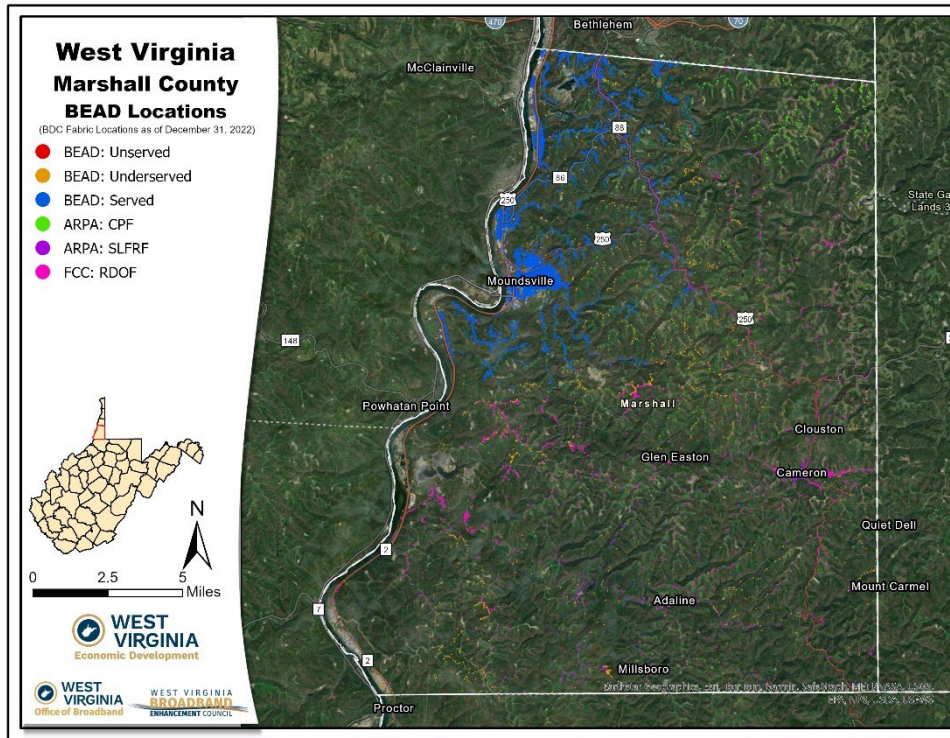 West Virginia
Marshall County
BEAD Locations
(BDC Fabric Locations as of December 31, 2022)
BEAD: Unserved
BEAD: Underserved
BEAD: Served
ARPA: CPF
ARPA: SLFRF
FCC: RDOF
N
0 2.5 5
Miles
WEST
VIRGINIA
Economic Development
WEST
VIRGINIA
Office of Broadband
WEST VIRGINIA
BROADBAND
ENHANCEMENT COUNCIL
470
Bethlehem
70
McClainville
88
86
250
State
Lands
250
Moundsville
250
148
Powhatan Point
Marshall
Clouston
Glen Easton
Cameron
Quiet Dell
2
Mount Carmel
7
Adaline
2
Millsboro
Proctor